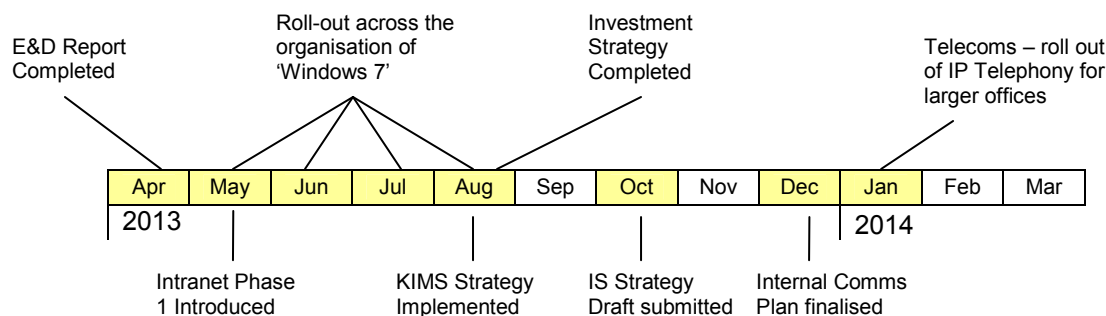 E&D Report
Completed
Roll-out across the
organisation of
‘Windows 7’
Investment
Strategy
Completed
Telecoms – roll out
of IP Telephony for
larger offices
Apr May Jun Jul Aug Sep Oct Nov Dec Jan Feb Mar
2013 2014
Intranet Phase
1 Introduced
KIMS Strategy
Implemented
IS Strategy
Draft submitted
Internal Comms
Plan finalised